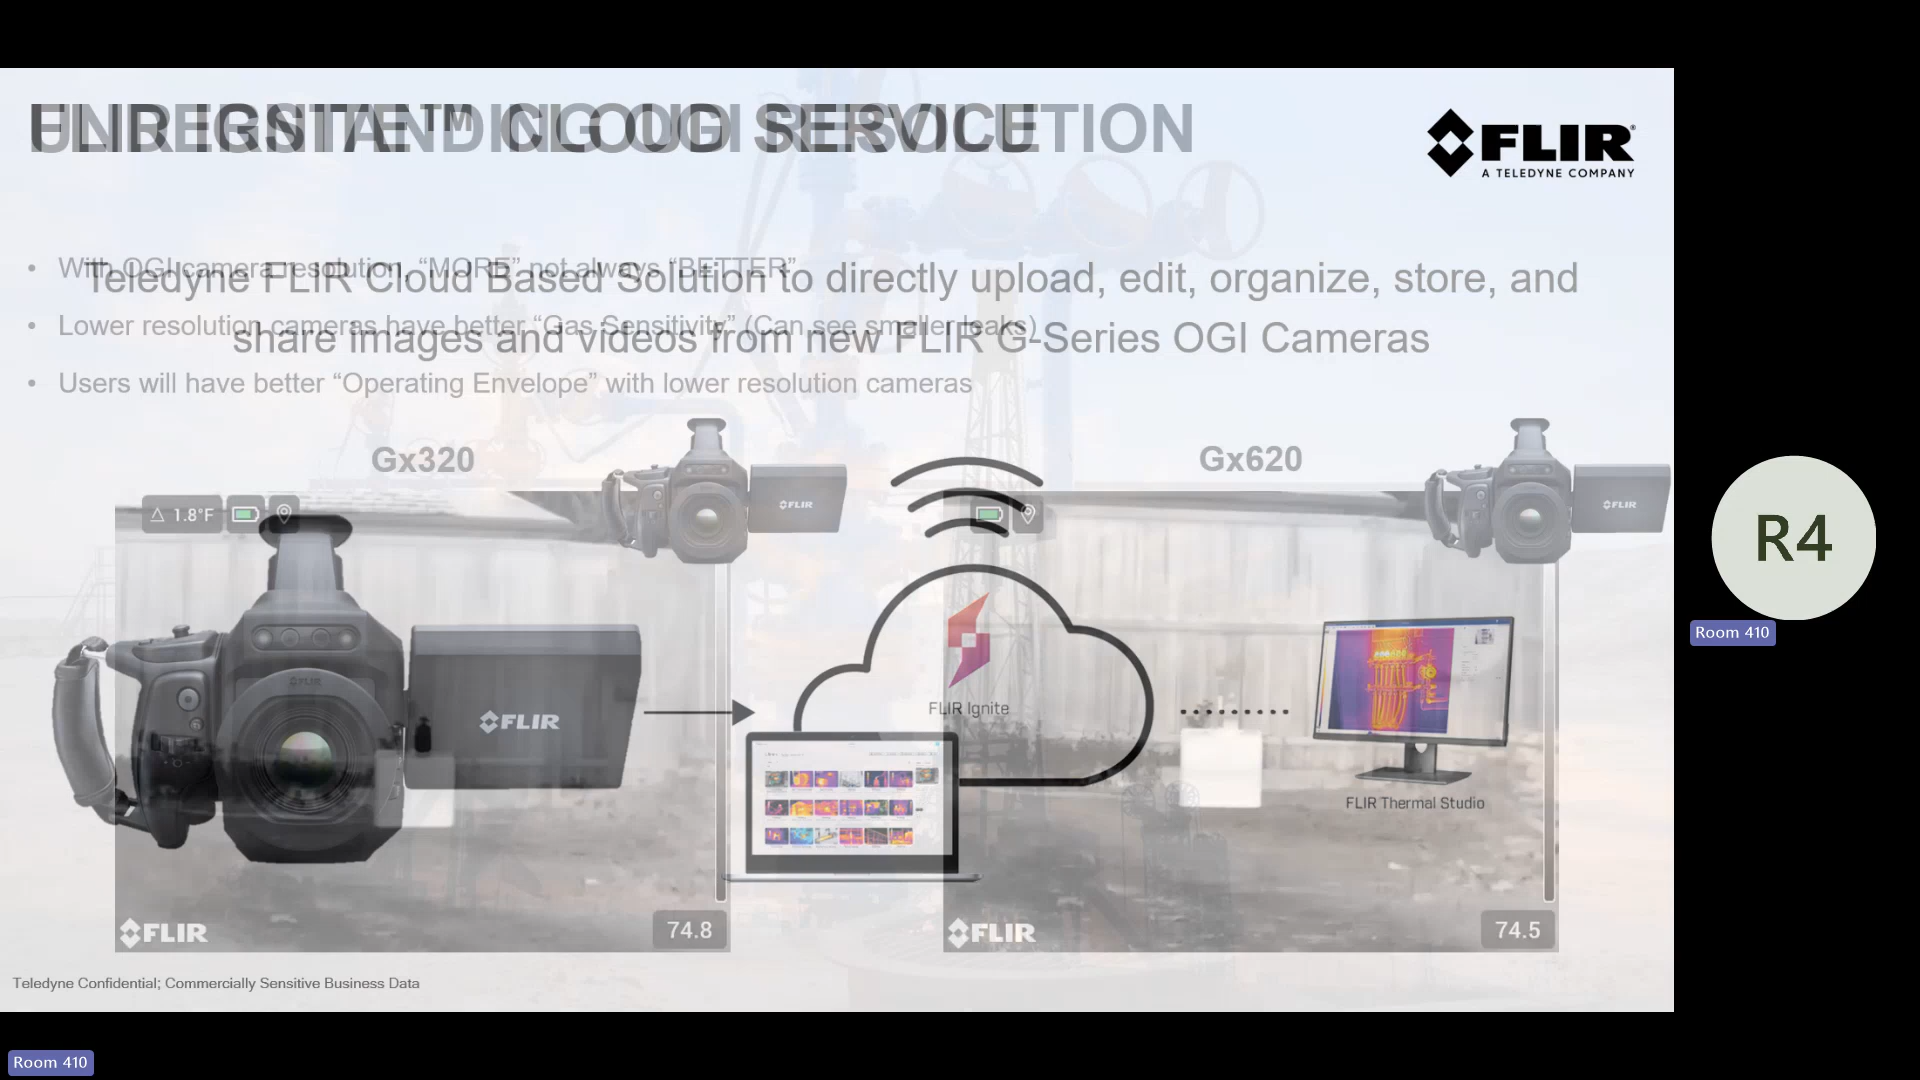 UNDERSTANDING OGI RESOLUTION
FLIR IGNITE™ CLOUD SERVICE
FLIR
A TELEDYNE COMPANY
• With OGI camera resolution, “MORE” not always “BETTER”
Teledyne FLIR Cloud Based Solution to directly upload, edit, organize, store, and
• Lower resolution cameras have better “Gas Sensitivity” (Can see smaller leaks)
share images and videos from new FLIR G-Series OGI Cameras
• Users will have better “Operating Envelope” with lower resolution cameras
Gx320
Gx620
FLIR
FLIR
△ 1.8°F
R4
Room 410
FLIR
FLIR Ignite
FLIR Thermal Studio
FLIR
74.8
FLIR
74.5
Teledyne Confidential; Commercially Sensitive Business Data
Room 410